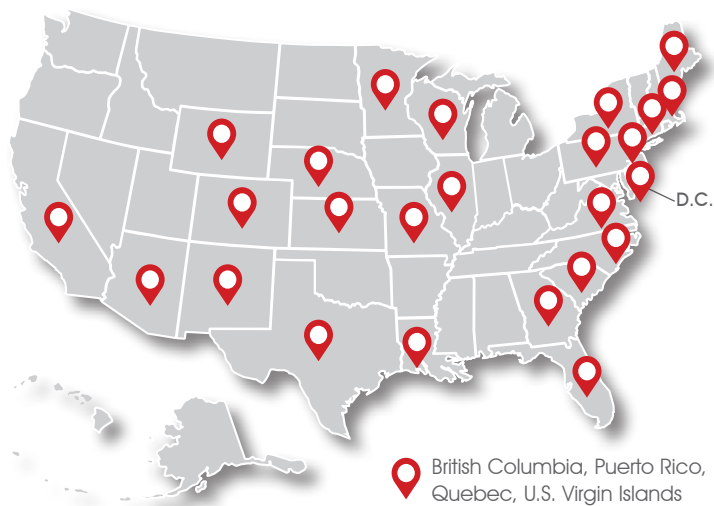 D.C.
British Columbia, Puerto Rico,
Quebec, U.S. Virgin Islands